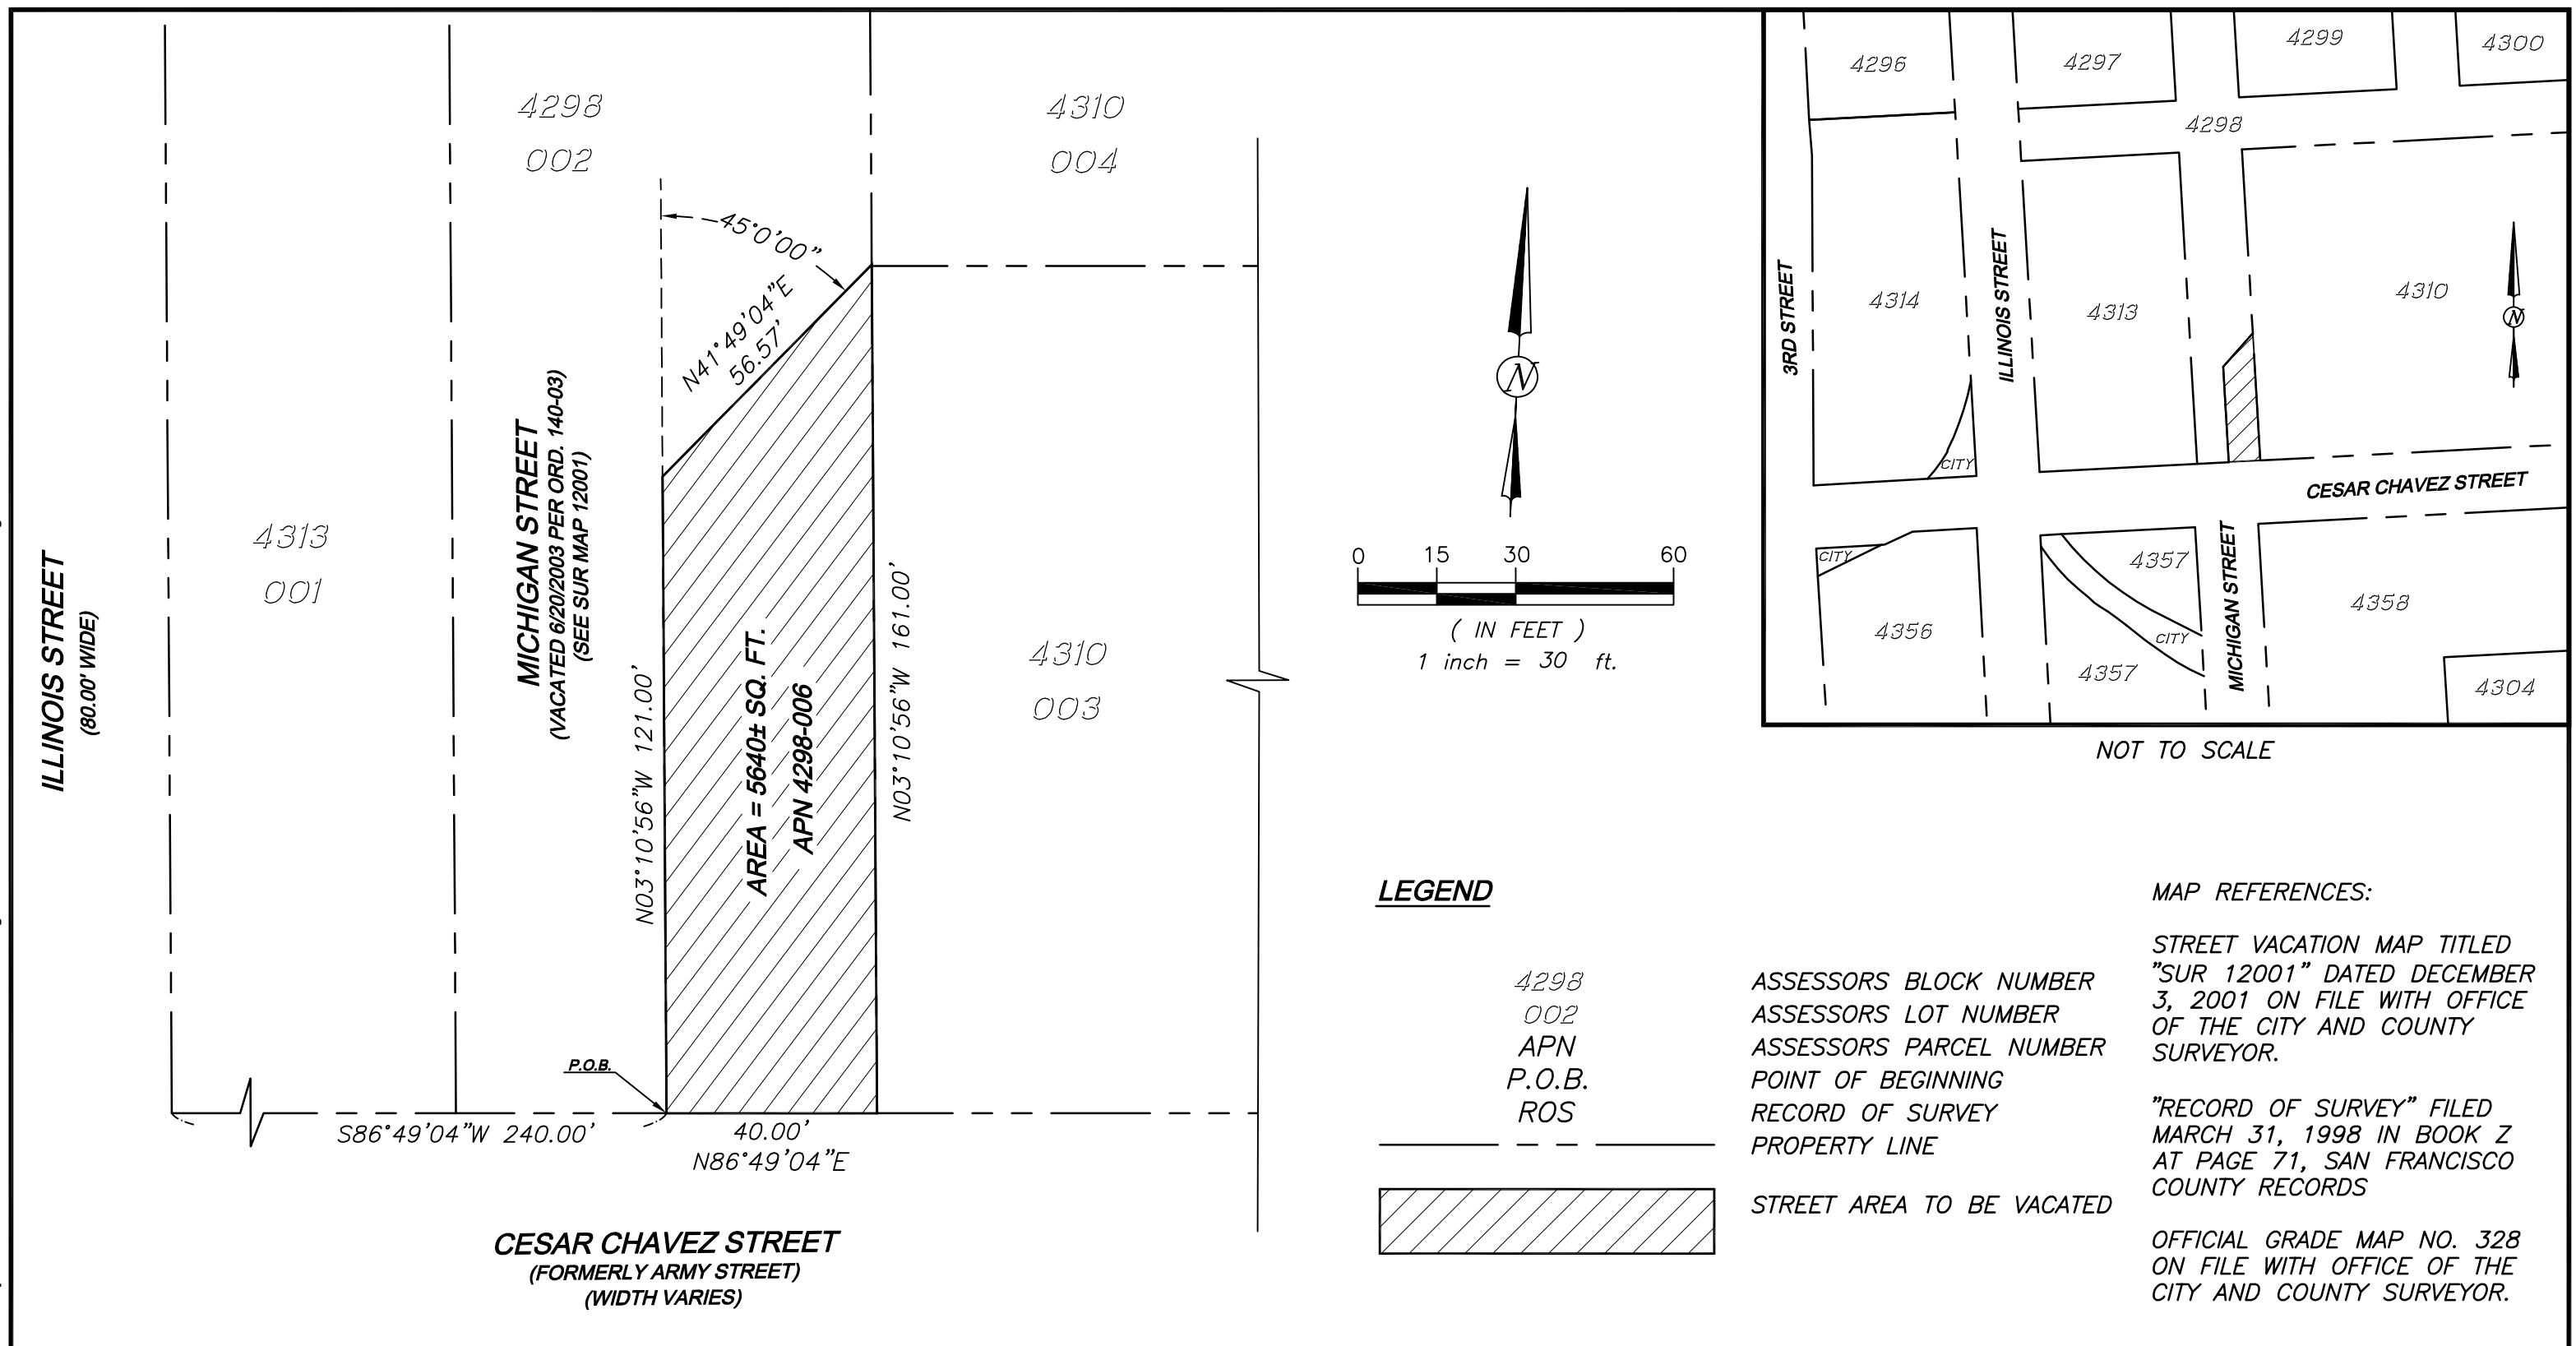 4298
002
4310
004
45°0'00"
N41°49'04"E
56.57'
ILLINOIS STREET
(80.00' WIDE)
4313
001
MICHIGAN STREET
(VACATED 6/20/2003 PER ORD. 140-03)
(SEE SUR MAP 12001)
N03°10'56"W 121.00'
AREA = 5640± SQ. FT.
APN 4298-006
N03°10'56"W 161.00'
4310
003
P.O.B.
S86°49'04"W 240.00'
40.00'
N86°49'04"E
CESAR CHAVEZ STREET
(FORMERLY ARMY STREET)
(WIDTH VARIES)
N
0 15 30 60
( IN FEET )
1 inch = 30 ft.
4296
4297
4299
4300
4298
3RD STREET
4314
ILLINOIS STREET
4313
4310
N
CITY
CESAR CHAVEZ STREET
CITY
4357
MICHIGAN STREET
4358
4356
CITY
4357
4304
NOT TO SCALE
LEGEND
4298 ASSESSORS BLOCK NUMBER
002 ASSESSORS LOT NUMBER
APN ASSESSORS PARCEL NUMBER
P.O.B. POINT OF BEGINNING
ROS RECORD OF SURVEY
PROPERTY LINE
STREET AREA TO BE VACATED
MAP REFERENCES:
STREET VACATION MAP TITLED
"SUR 12001" DATED DECEMBER
3, 2001 ON FILE WITH OFFICE
OF THE CITY AND COUNTY
SURVEYOR.
"RECORD OF SURVEY" FILED
MARCH 31, 1998 IN BOOK Z
AT PAGE 71, SAN FRANCISCO
COUNTY RECORDS
OFFICIAL GRADE MAP NO. 328
ON FILE WITH OFFICE OF THE
CITY AND COUNTY SURVEYOR.